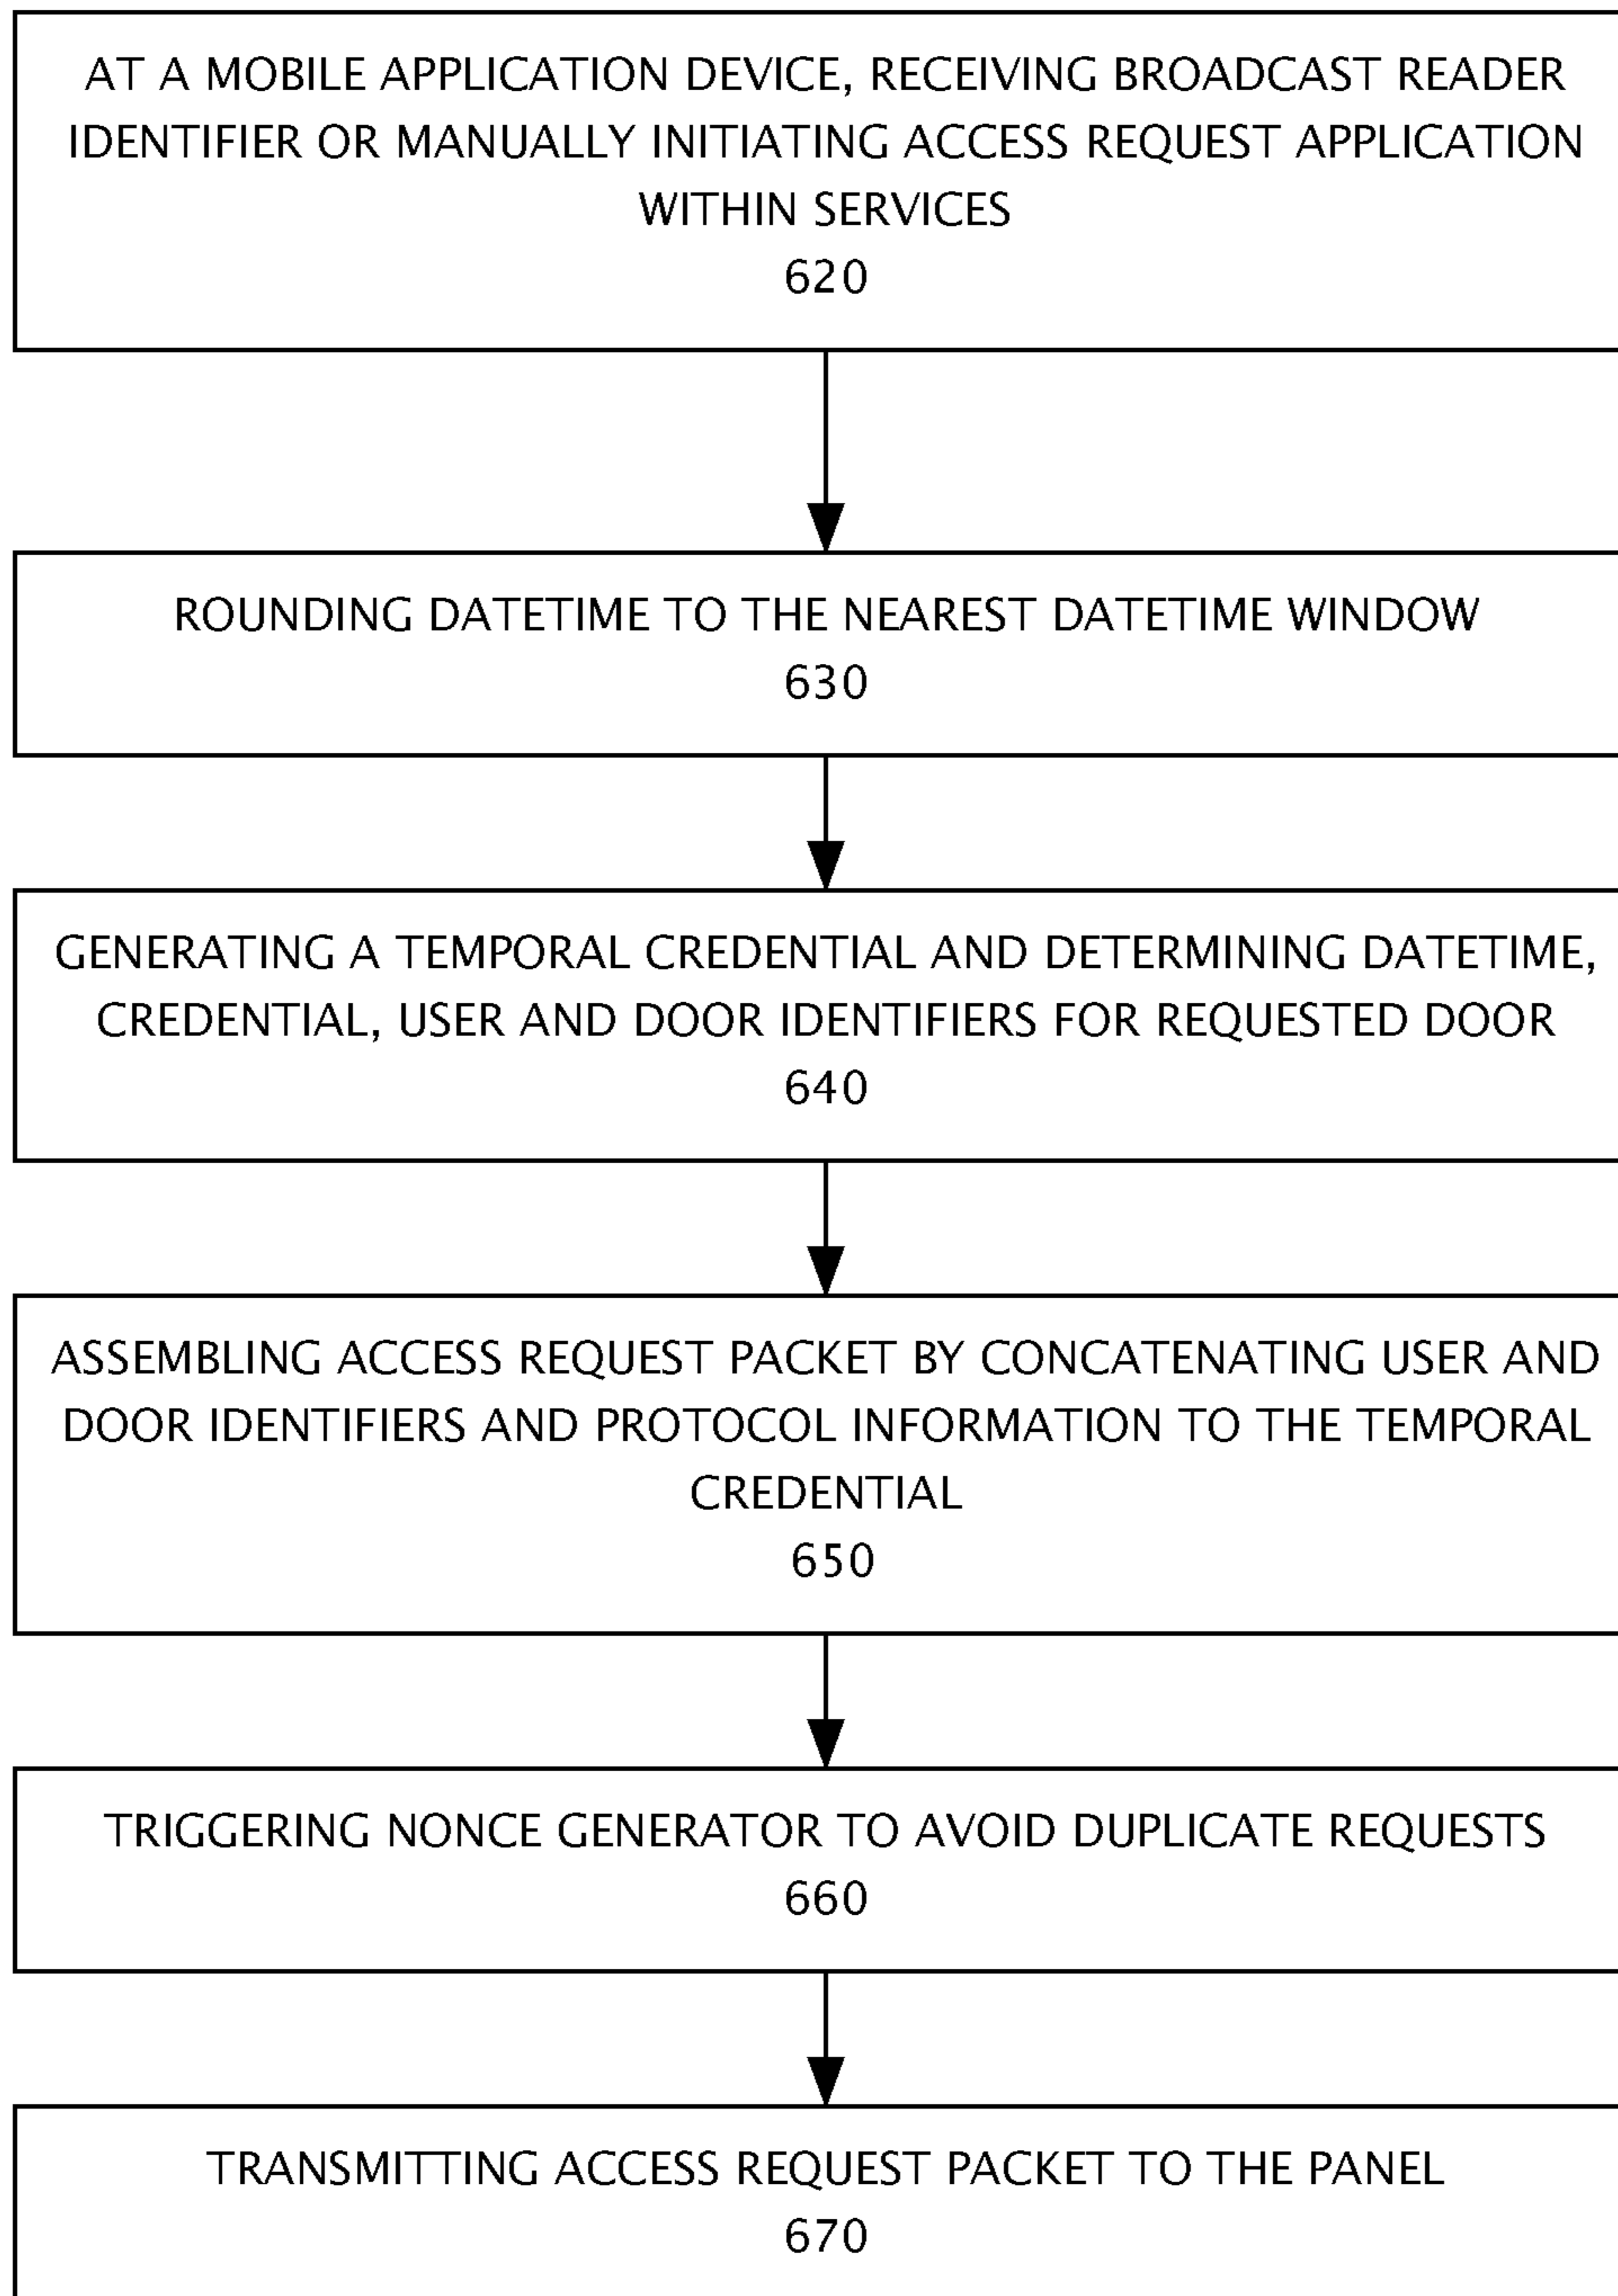 AT A MOBILE APPLICATION DEVICE, RECEIVING BROADCAST READER
IDENTIFIER OR MANUALLY INITIATING ACCESS REQUEST APPLICATION
WITHIN SERVICES
620
ROUNDING DATETIME TO THE NEAREST DATETIME WINDOW
630
GENERATING A TEMPORAL CREDENTIAL AND DETERMINING DATETIME,
CREDENTIAL, USER AND DOOR IDENTIFIERS FOR REQUESTED DOOR
640
ASSEMBLING ACCESS REQUEST PACKET BY CONCATENATING USER AND
DOOR IDENTIFIERS AND PROTOCOL INFORMATION TO THE TEMPORAL
CREDENTIAL
650
TRIGGERING NONCE GENERATOR TO AVOID DUPLICATE REQUESTS
660
TRANSMITTING ACCESS REQUEST PACKET TO THE PANEL
670